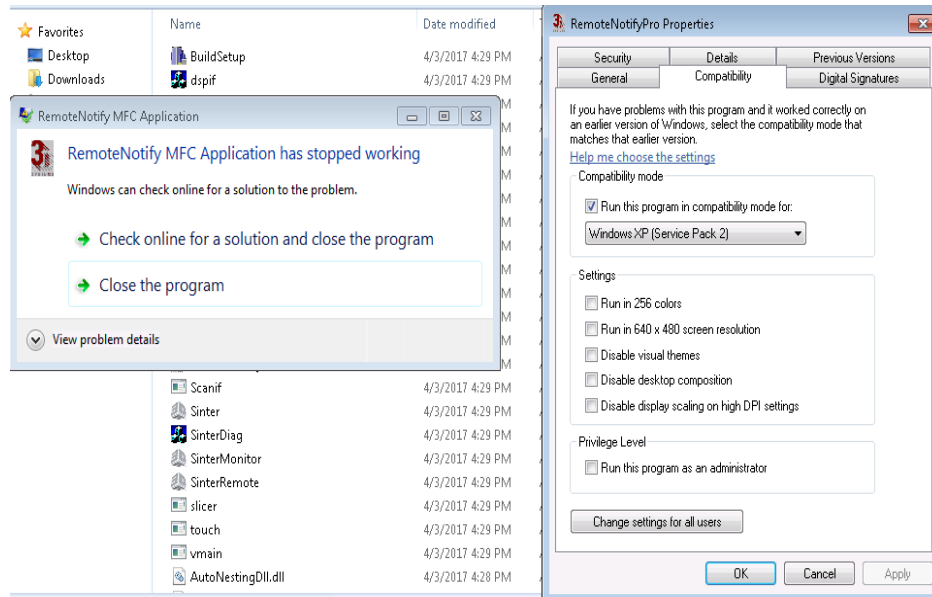 Favorites
Desktop
Downloads
Name
Date modified
BuildSetup
4/3/2017 4:29 PM
dspif
4/3/2017 4:29 PM
RemoteNotify MFC Application
RemoteNotify MFC Application has stopped working
Windows can check online for a solution to the problem.
Check online for a solution and close the program
Close the program
View problem details
Scanif
4/3/2017 4:29 PM
Sinter
4/3/2017 4:29 PM
SinterDiag
4/3/2017 4:29 PM
SinterMonitor
4/3/2017 4:29 PM
SinterRemote
4/3/2017 4:29 PM
slicer
4/3/2017 4:29 PM
touch
4/3/2017 4:29 PM
vmain
4/3/2017 4:29 PM
AutoNestingDll.dll
4/3/2017 4:28 PM
RemoteNotifyPro Properties
Security
Details
Previous Versions
General
Compatibility
Digital Signatures
If you have problems with this program and it worked correctly on
an earlier version of Windows, select the compatibility mode that
matches that earlier version.
Help me choose the settings
Compatibility mode
Run this program in compatibility mode for:
Windows XP (Service Pack 2)
Settings
Run in 256 colors
Run in 640 x 480 screen resolution
Disable visual themes
Disable desktop composition
Disable display scaling on high DPI settings
Privilege Level
Run this program as an administrator
Change settings for all users
OK
Cancel
Apply